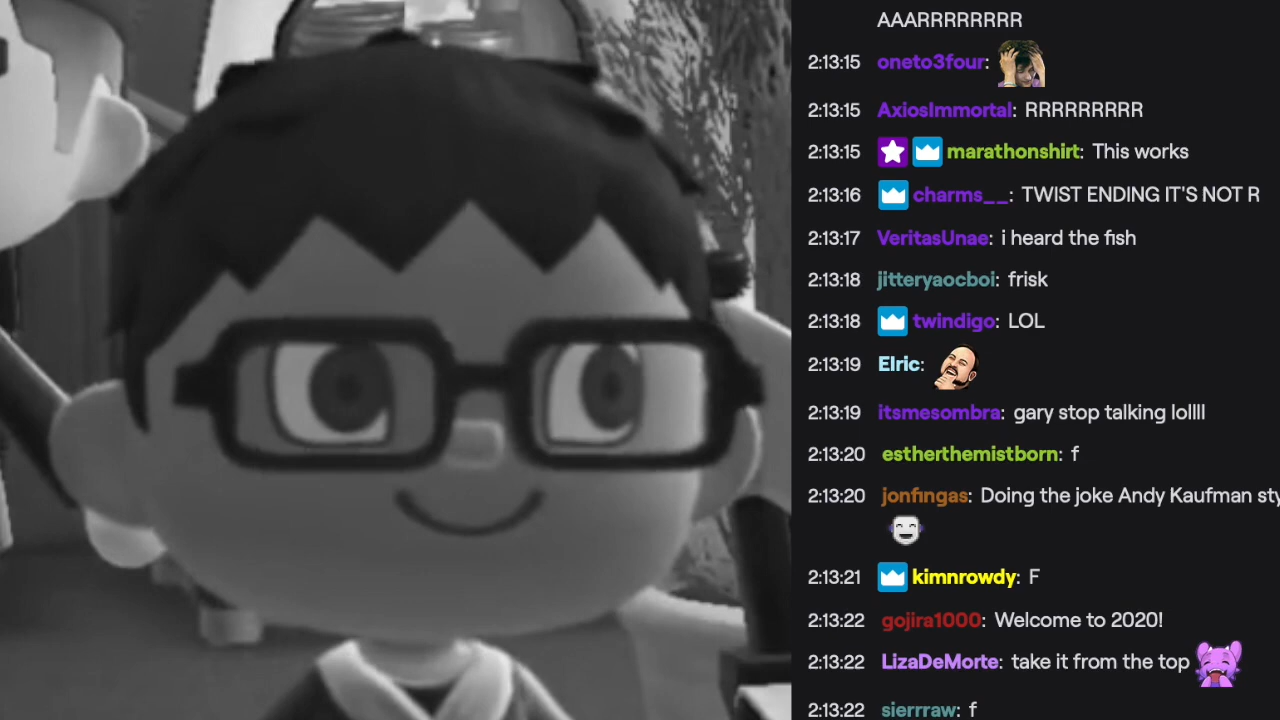 AAARRRRRRRR
2:13:15 oneto3four:
2:13:15 AxiosImmortal: RRRRRRRRR
2:13:15 marathonshirt: This works
2:13:16 charms__: TWIST ENDING IT'S NOT R
2:13:17 VeritasUnae: i heard the fish
2:13:18 jitteryaocboi: frisk
2:13:18 twindigo: LOL
2:13:19 Elric:
2:13:19 itsmesombra: gary stop talking lollll
2:13:20 estherthemistborn: f
2:13:20 jonfingas: Doing the joke Andy Kaufman sty
2:13:21 kimnrowdy: F
2:13:22 gojira1000: Welcome to 2020!
2:13:22 LizaDeMorte: take it from the top
2:13:22 sierrraw: f